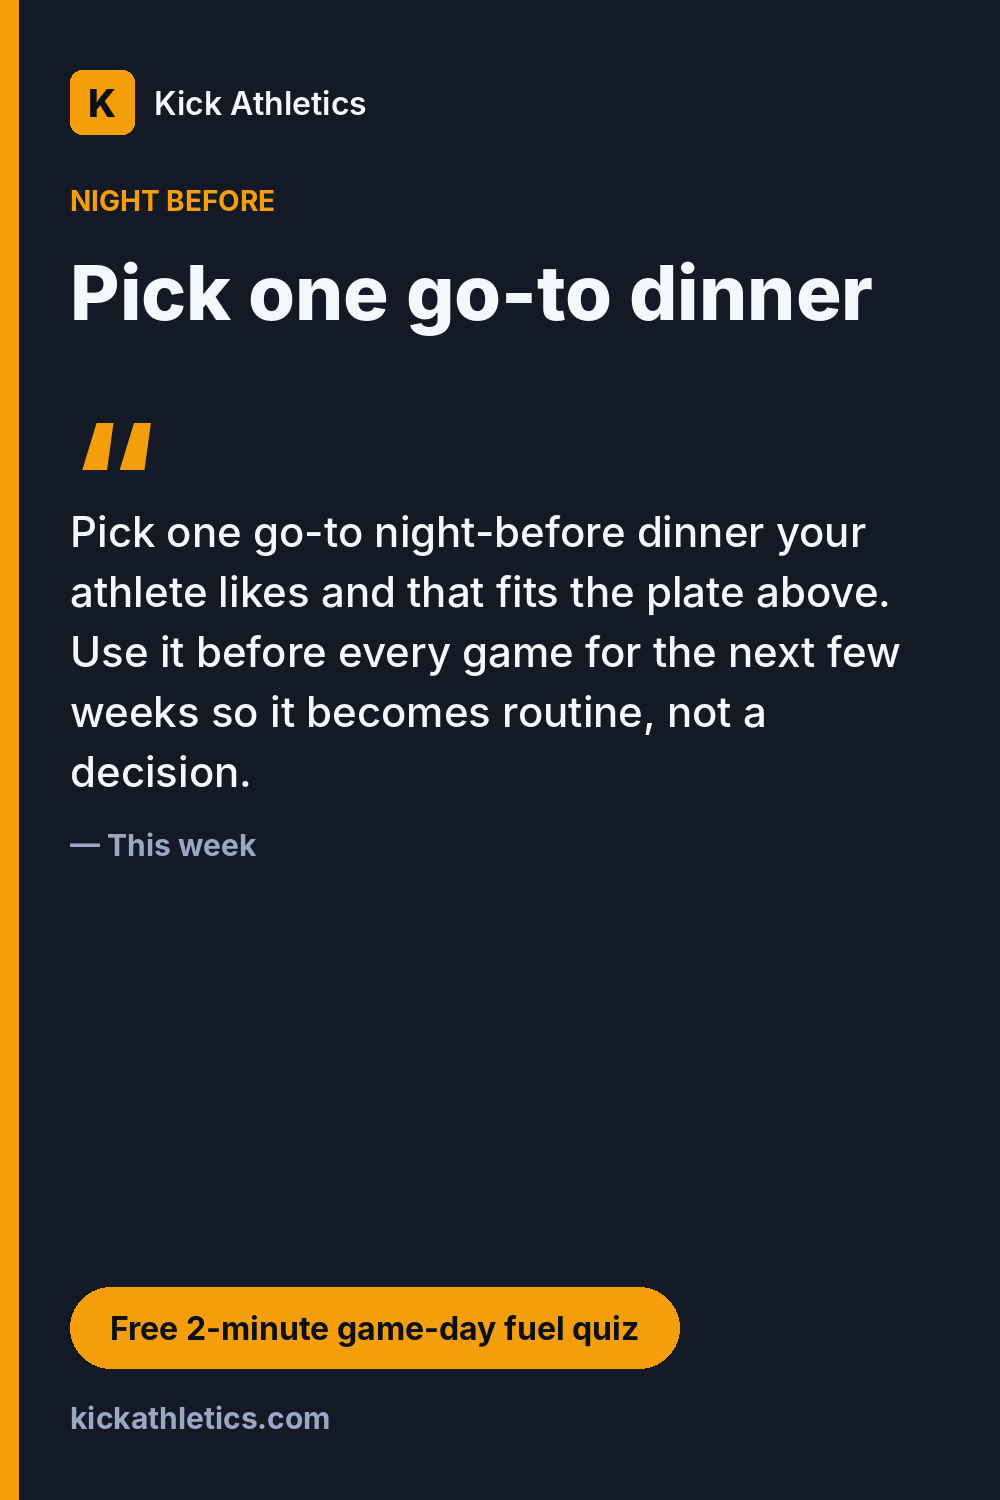 K
Kick Athletics
NIGHT BEFORE
Pick one go-to dinner
"
Pick one go-to night-before dinner your
athlete likes and that fits the plate above.
Use it before every game for the next few
weeks so it becomes routine, not a
decision.
— This week
Free 2-minute game-day fuel quiz
kickathletics.com